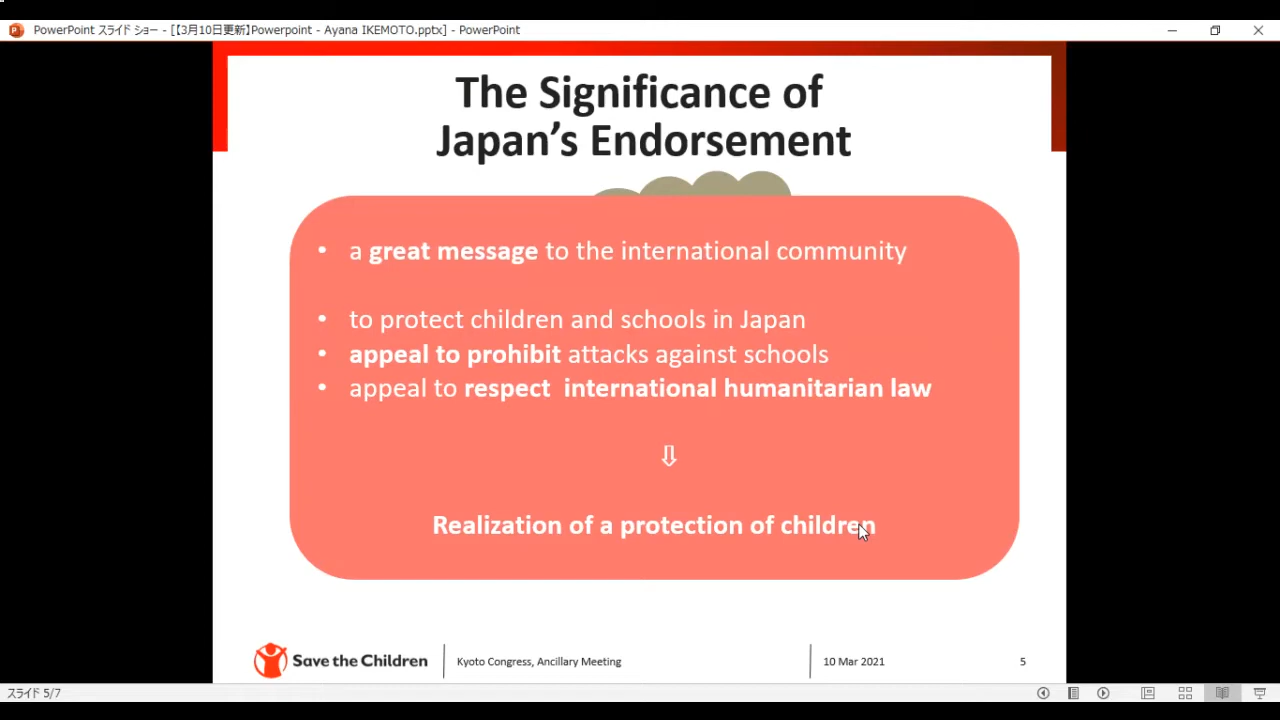 PowerPoint スライド ショー - [【3月10日更新】Powerpoint - Ayana IKEMOTO.pptx] - PowerPoint
The Significance of
Japan’s Endorsement
• a great message to the international community
• to protect children and schools in Japan
• appeal to prohibit attacks against schools
• appeal to respect  international humanitarian law
⇩
Realization of a protection of children
Save the Children
Kyoto Congress, Ancillary Meeting
10 Mar 2021
5
スライド 5/7